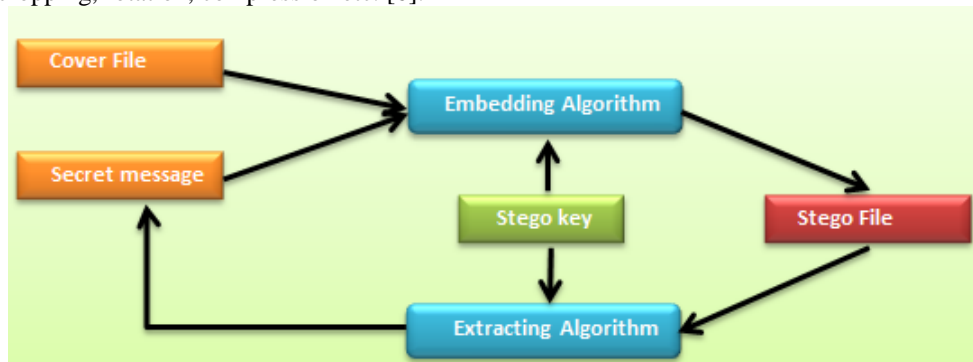 Cover File
Embedding Algorithm
Secret message
Stego key
Stego File
Extracting Algorithm